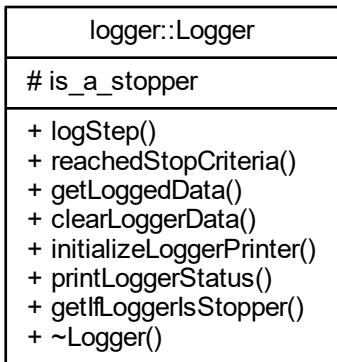 logger::Logger
# is_a_stopper
+ logStep()
+ reachedStopCriteria()
+ getLoggedData()
+ clearLoggerData()
+ initializeLoggerPrinter()
+ printLoggerStatus()
+ getIfLoggerIsStopper()
+ ~Logger()